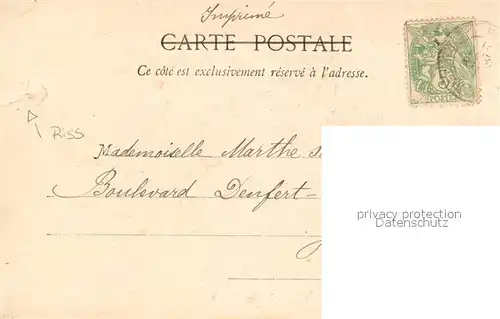 Imprimé
CARTE POSTALE
Ce côté est exclusivement réservé à l'adresse.
RiSS
Mademoiselle Marthe
Boulevard Denfert-
privacy protection
Datenschutz